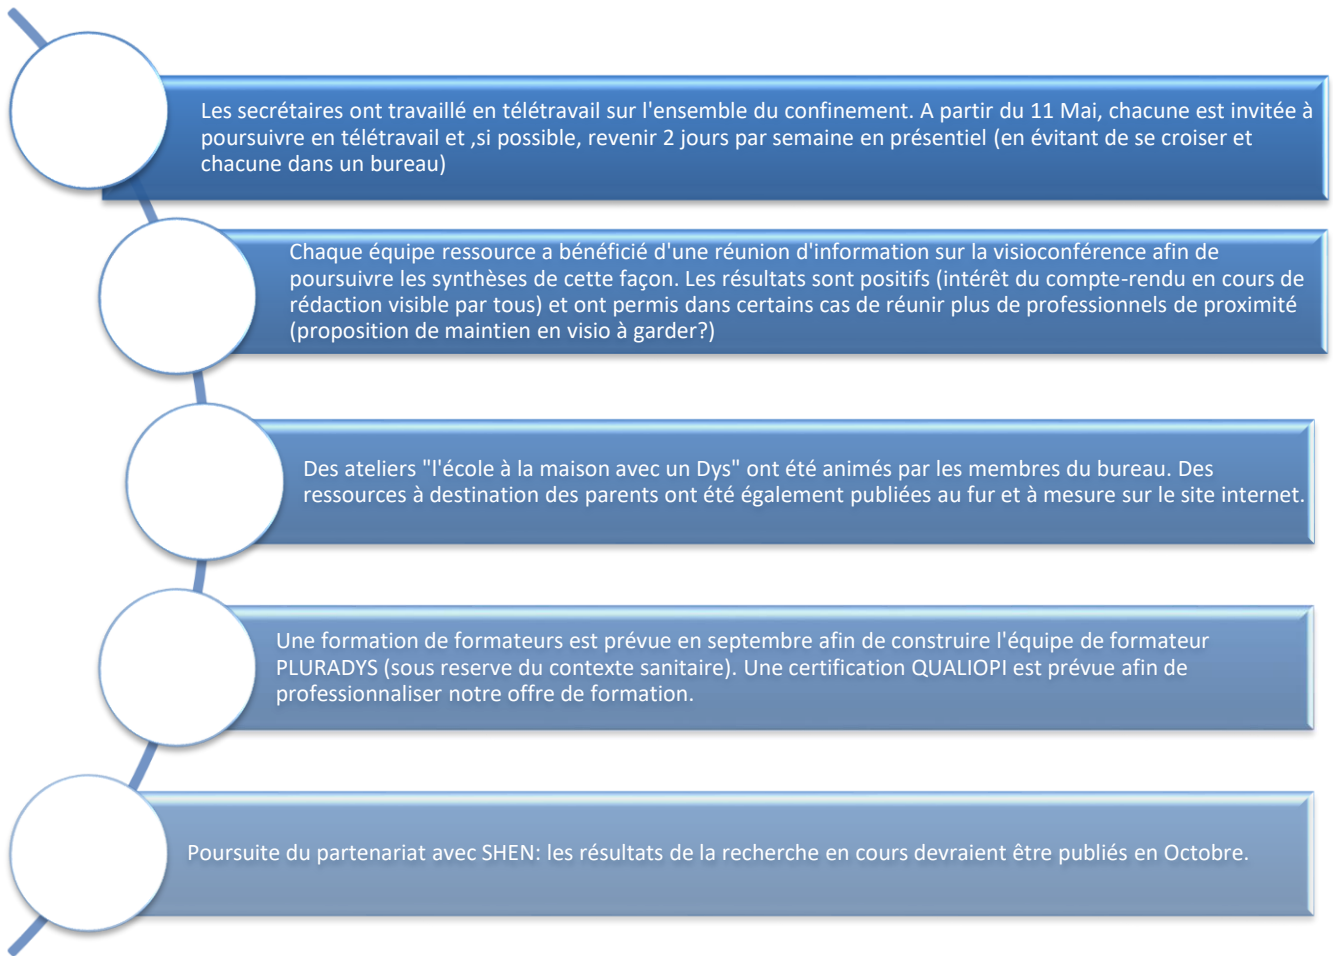 Les secrétaires ont travaillé en télétravail sur l'ensemble du confinement. A partir du 11 Mai, chacune est invitée à
poursuivre en télétravail et ,si possible, revenir 2 jours par semaine en présentiel (en évitant de se croiser et
chacune dans un bureau)
Chaque équipe ressource a bénéficié d'une réunion d'information sur la visioconférence afin de
poursuivre les synthèses de cette façon. Les résultats sont positifs (intérêt du compte-rendu en cours de
rédaction visible par tous) et ont permis dans certains cas de réunir plus de professionnels de proximité
(proposition de maintien en visio à garder?)
Des ateliers "l'école à la maison avec un Dys" ont été animés par les membres du bureau. Des
ressources à destination des parents ont été également publiées au fur et à mesure sur le site internet.
Une formation de formateurs est prévue en septembre afin de construire l'équipe de formateur
PLURADYS (sous reserve du contexte sanitaire). Une certification QUALIOPI est prévue afin de
professionnaliser notre offre de formation.
Poursuite du partenariat avec SHEN: les résultats de la recherche en cours devraient être publiés en Octobre.